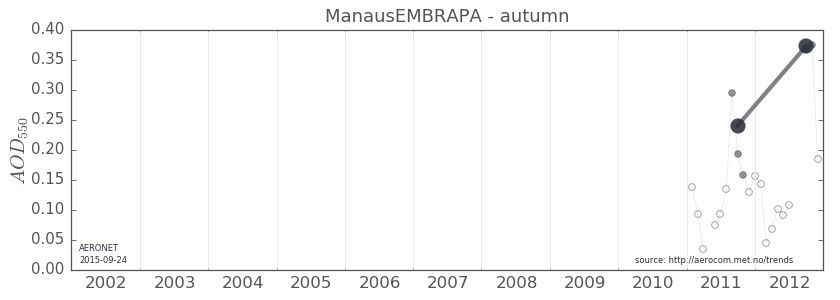 ManausEMBRAPA - autumn
0.40
0.35
0.30
0.25
0.20
0.15
0.10
0.05
0.00
AOD550
AERONET
2015-09-24
source: http://aerocom.met.no/trends
2002 2003 2004 2005 2006 2007 2008 2009 2010 2011 2012